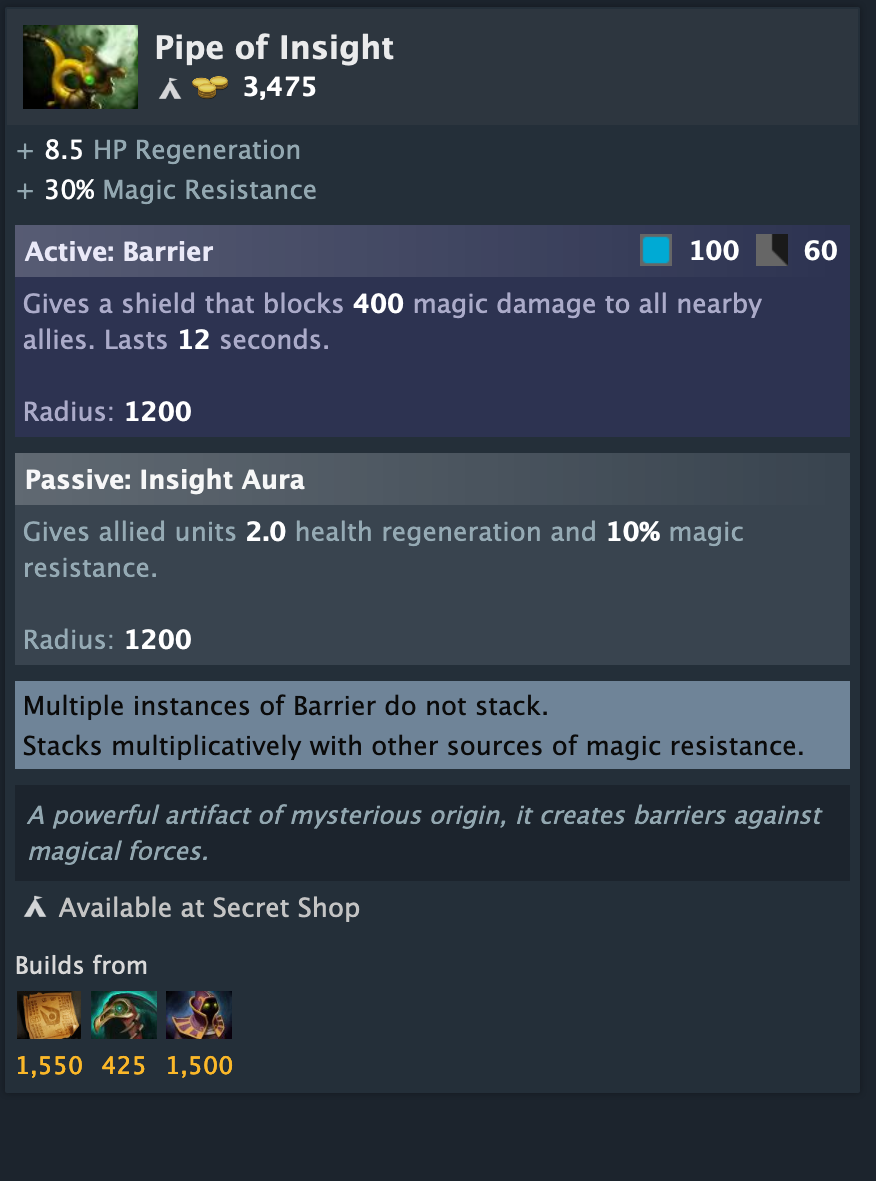 Pipe of Insight
3,475
+ 8.5 HP Regeneration
+ 30% Magic Resistance
Active: Barrier 100 60
Gives a shield that blocks 400 magic damage to all nearby
allies. Lasts 12 seconds.
Radius: 1200
Passive: Insight Aura
Gives allied units 2.0 health regeneration and 10% magic
resistance.
Radius: 1200
Multiple instances of Barrier do not stack.
Stacks multiplicatively with other sources of magic resistance.
A powerful artifact of mysterious origin, it creates barriers against
magical forces.
Available at Secret Shop
Builds from
1,550 425 1,500